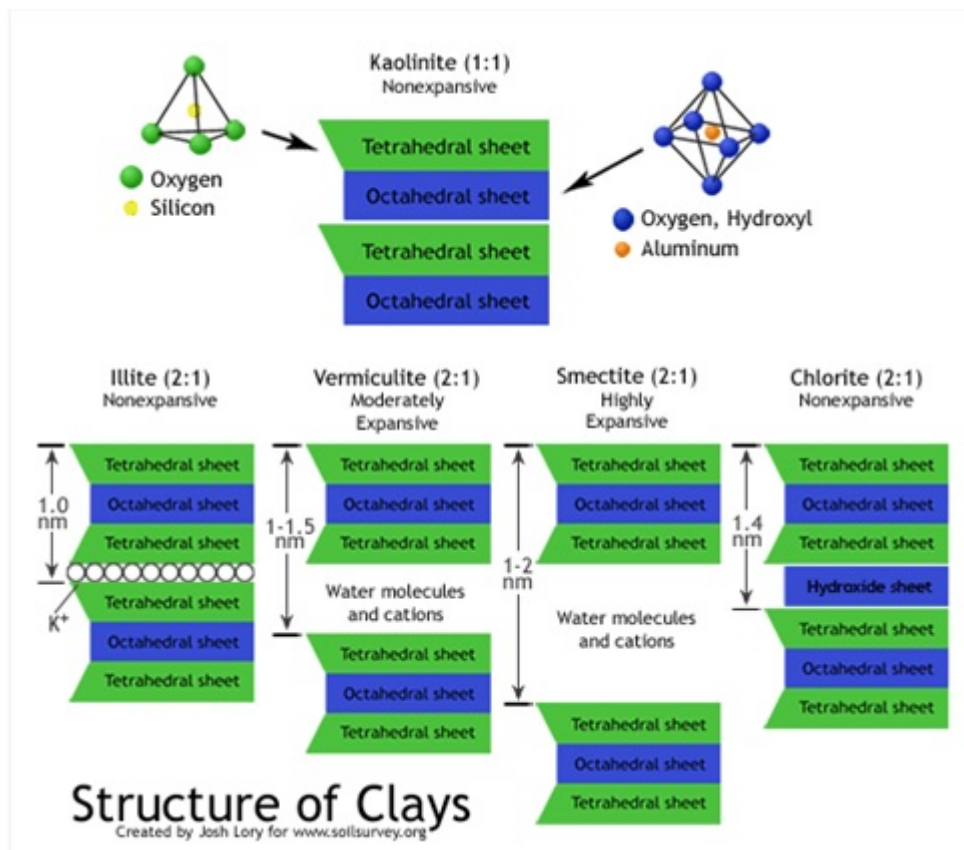 Kaolinite (1:1)
Nonexpansive
Tetrahedral sheet
Octahedral sheet
Tetrahedral sheet
Octahedral sheet
Oxygen
Silicon
Oxygen, Hydroxyl
Aluminum
Illite (2:1)
Nonexpansive
1.0
nm
Tetrahedral sheet
Octahedral sheet
Tetrahedral sheet
K+
Tetrahedral sheet
Octahedral sheet
Tetrahedral sheet
Vermiculite (2:1)
Moderately
Expansive
1-1.5
nm
Tetrahedral sheet
Octahedral sheet
Tetrahedral sheet
Water molecules
and cations
Tetrahedral sheet
Octahedral sheet
Tetrahedral sheet
Smectite (2:1)
Highly
Expansive
1-2
nm
Tetrahedral sheet
Octahedral sheet
Tetrahedral sheet
Water molecules
and cations
Tetrahedral sheet
Octahedral sheet
Tetrahedral sheet
Chlorite (2:1)
Nonexpansive
1.4
nm
Tetrahedral sheet
Octahedral sheet
Tetrahedral sheet
Hydroxide sheet
Tetrahedral sheet
Octahedral sheet
Tetrahedral sheet
Structure of Clays
Created by Josh Lory for www.soilsurvey.org